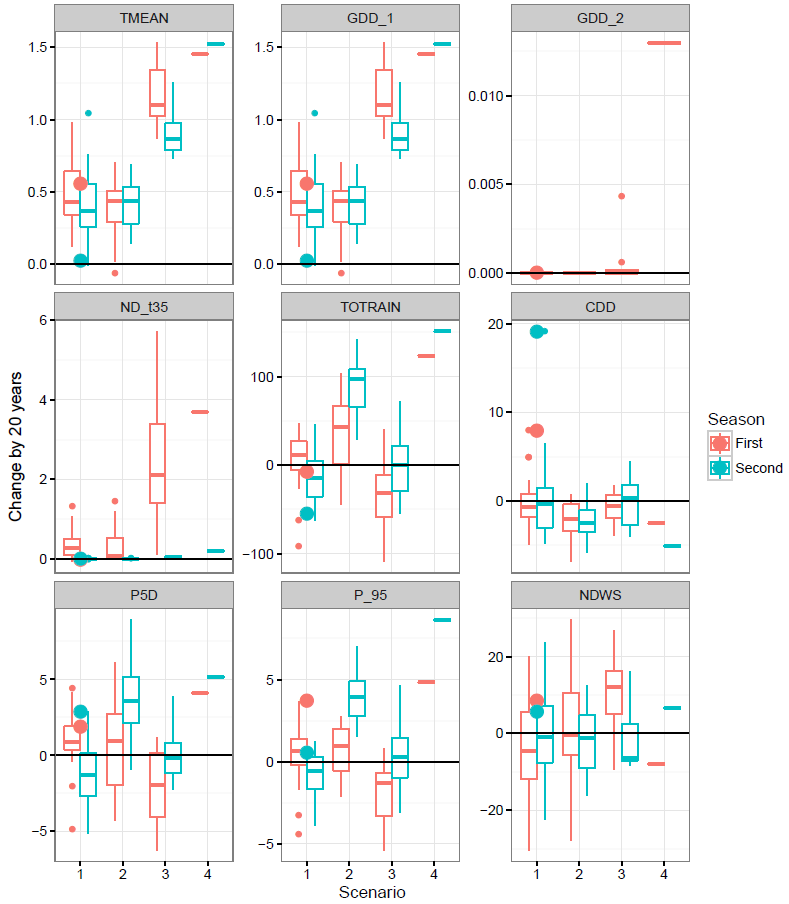 TMEAN GDD_1 GDD_2
1.5 1.5
0.010
1.0 1.0
0.005
0.5 0.5
0.0 0.0 0.000
ND_t35 TOTRAIN CDD
6 20
4 100 10
2 0 0
0 −100
Change by 20 years
Season
First
Second
P5D P_95 NDWS
5 5 20
0 0 0
−5 −5 −20
1 2 3 4 1 2 3 4 1 2 3 4
Scenario